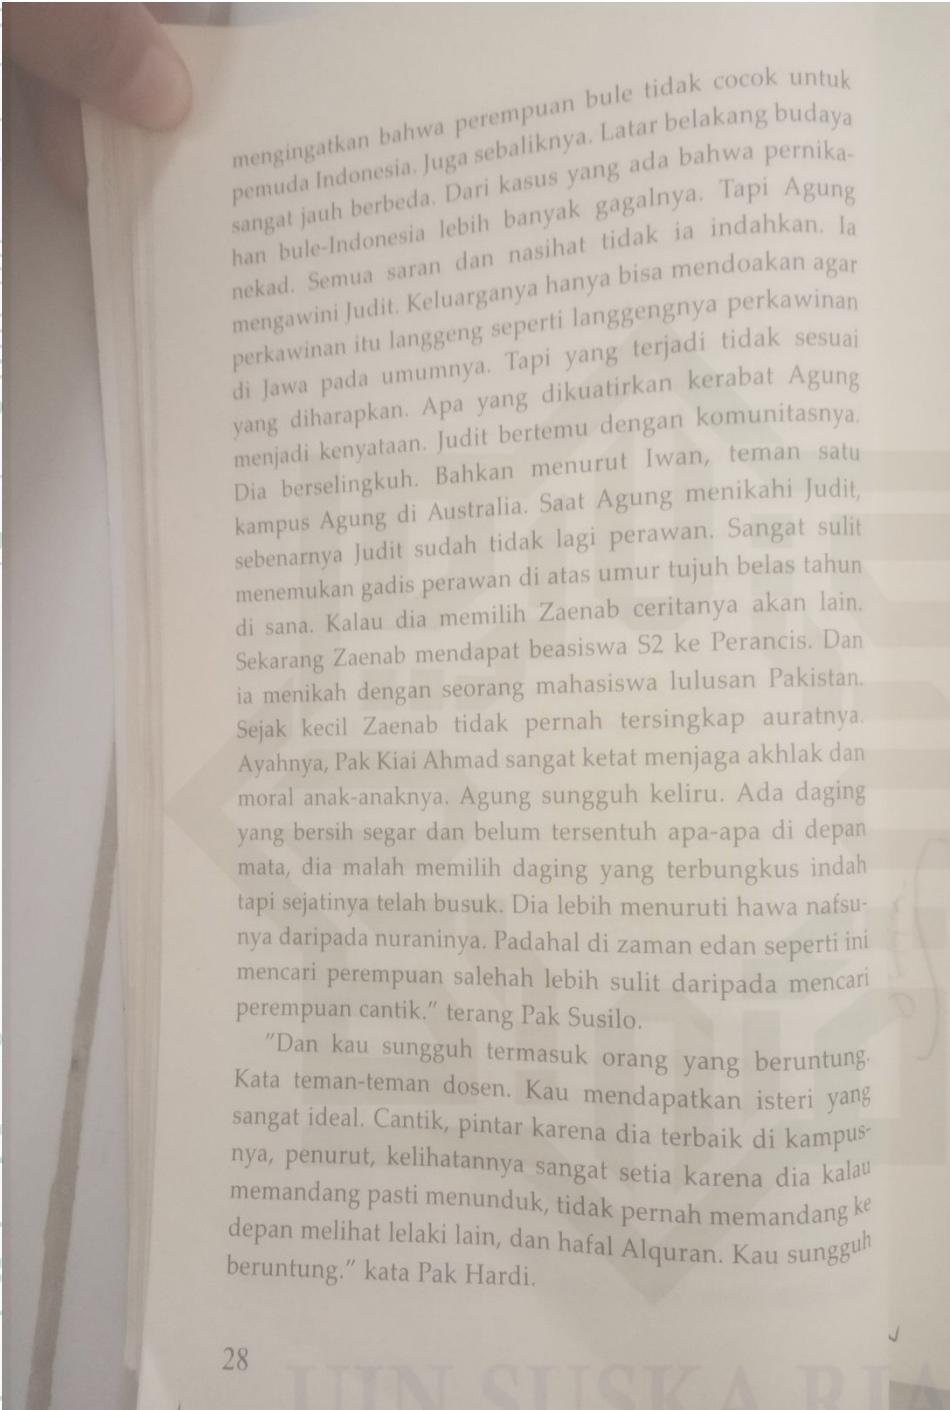 mengingatkan bahwa perempuan bule tidak cocok untuk
pemuda Indonesia. Juga sebaliknya. Latar belakang budaya
sangat jauh berbeda. Dari kasus yang ada bahwa pernika-
han bule-Indonesia lebih banyak gagalnya. Tapi Agung
nekad. Semua saran dan nasihat tidak ia indahkan. Ia
mengawini Judit. Keluarganya hanya bisa mendoakan agar
perkawinan itu langgeng seperti langgengnya perkawinan
di Jawa pada umumnya. Tapi yang terjadi tidak sesuai
yang diharapkan. Apa yang dikuatirkan kerabat Agung
menjadi kenyataan. Judit bertemu dengan komunitasnya.
Dia berselingkuh. Bahkan menurut Iwan, teman satu
kampus Agung di Australia. Saat Agung menikahi Judit,
sebenarnya Judit sudah tidak lagi perawan. Sangat sulit
menemukan gadis perawan di atas umur tujuh belas tahun
di sana. Kalau dia memilih Zaenab ceritanya akan lain.
Sekarang Zaenab mendapat beasiswa S2 ke Perancis. Dan
ia menikah dengan seorang mahasiswa lulusan Pakistan.
Sejak kecil Zaenab tidak pernah tersingkap auratnya.
Ayahnya, Pak Kiai Ahmad sangat ketat menjaga akhlak dan
moral anak-anaknya. Agung sungguh keliru. Ada daging
yang bersih segar dan belum tersentuh apa-apa di depan
mata, dia malah memilih daging yang terbungkus indah
tapi sejatinya telah busuk. Dia lebih menuruti hawa nafsu-
nya daripada nuraninya. Padahal di zaman edan seperti ini
mencari perempuan salehah lebih sulit daripada mencari
perempuan cantik." terang Pak Susilo.
"Dan kau sungguh termasuk orang yang beruntung.
Kata teman-teman dosen. Kau mendapatkan isteri yang
sangat ideal. Cantik, pintar karena dia terbaik di kampus-
nya, penurut, kelihatannya sangat setia karena dia kalau
memandang pasti menunduk, tidak pernah memandang ke
depan melihat lelaki lain, dan hafal Alquran. Kau sungguh
beruntung." kata Pak Hardi.
28
UIN SUSKA RIA